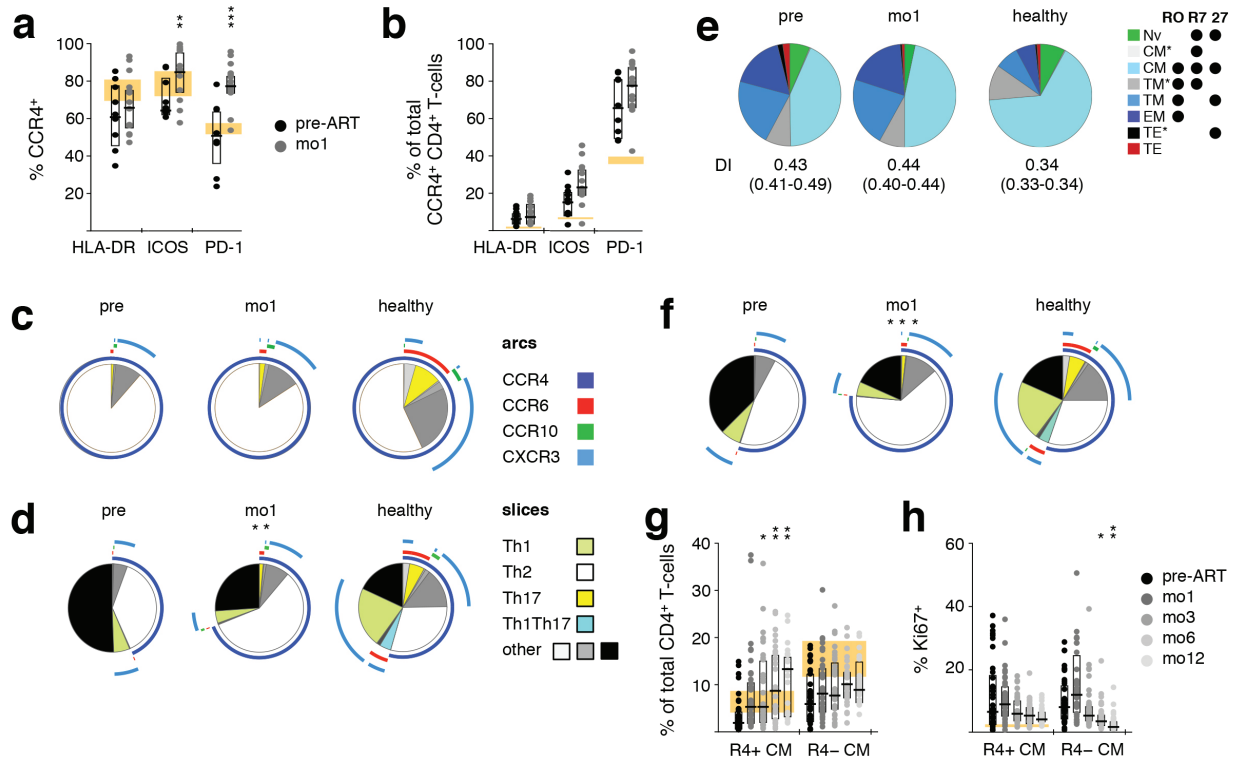 a
**
***
100
80
60
40
20
% CCR4⁺
HLA-DR ICOS PD-1
pre-ART
mo1
b
100
80
60
40
20
% of total
CCR4⁺ CD4⁺ T-cells
HLA-DR ICOS PD-1
e
pre mo1 healthy
RO R7 27
Nv
CM*
CM
TM*
TM
EM
TE*
TE
DI 0.43 0.44 0.34
(0.41-0.49) (0.40-0.44) (0.33-0.34)
c
pre mo1 healthy
arcs
CCR4
CCR6
CCR10
CXCR3
d
pre mo1 healthy
**
slices
Th1
Th2
Th17
Th1Th17
other
f
pre mo1 healthy
***
g
* ** **
40
30
20
10
% of total CD4⁺ T-cells
R4+ CM R4− CM
h
* **
60
40
20
% Ki67⁺
R4+ CM R4− CM
pre-ART
mo1
mo3
mo6
mo12